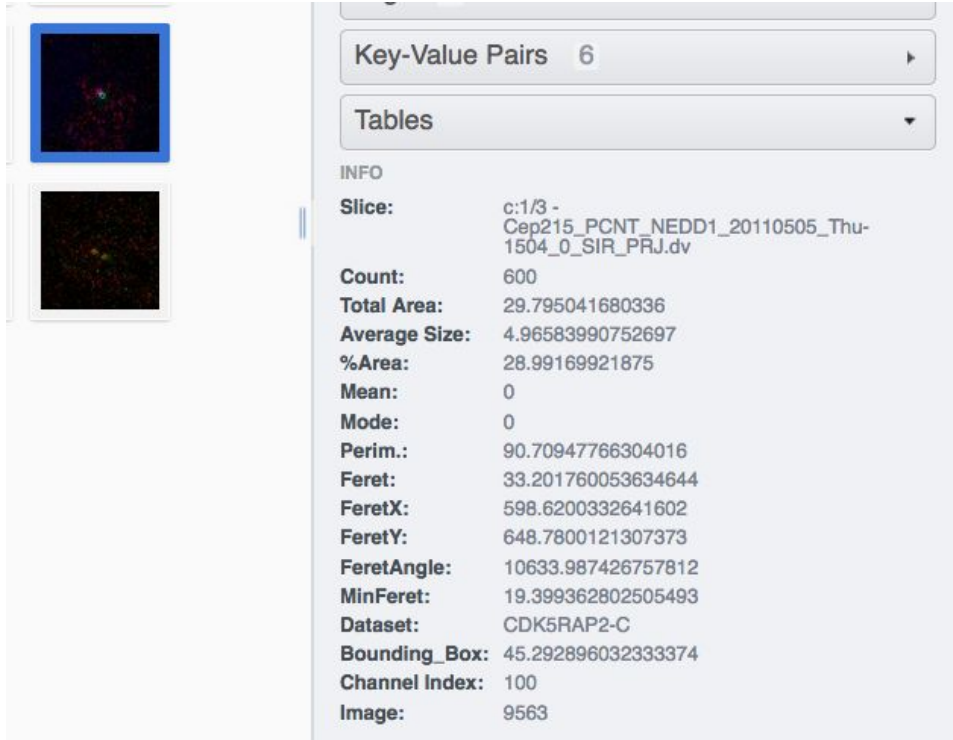 Key-Value Pairs 6
Tables
INFO
Slice: c:1/3 -
Cep215_PCNT_NEDD1_20110505_Thu-
1504_0_SIR_PRJ.dv
Count: 600
Total Area: 29.795041680336
Average Size: 4.96583990752697
%Area: 28.99169921875
Mean: 0
Mode: 0
Perim.: 90.70947766304016
Feret: 33.201760053634644
FeretX: 598.6200332641602
FeretY: 648.7800121307373
FeretAngle: 10633.987426757812
MinFeret: 19.399362802505493
Dataset: CDK5RAP2-C
Bounding_Box: 45.292896032333374
Channel Index: 100
Image: 9563